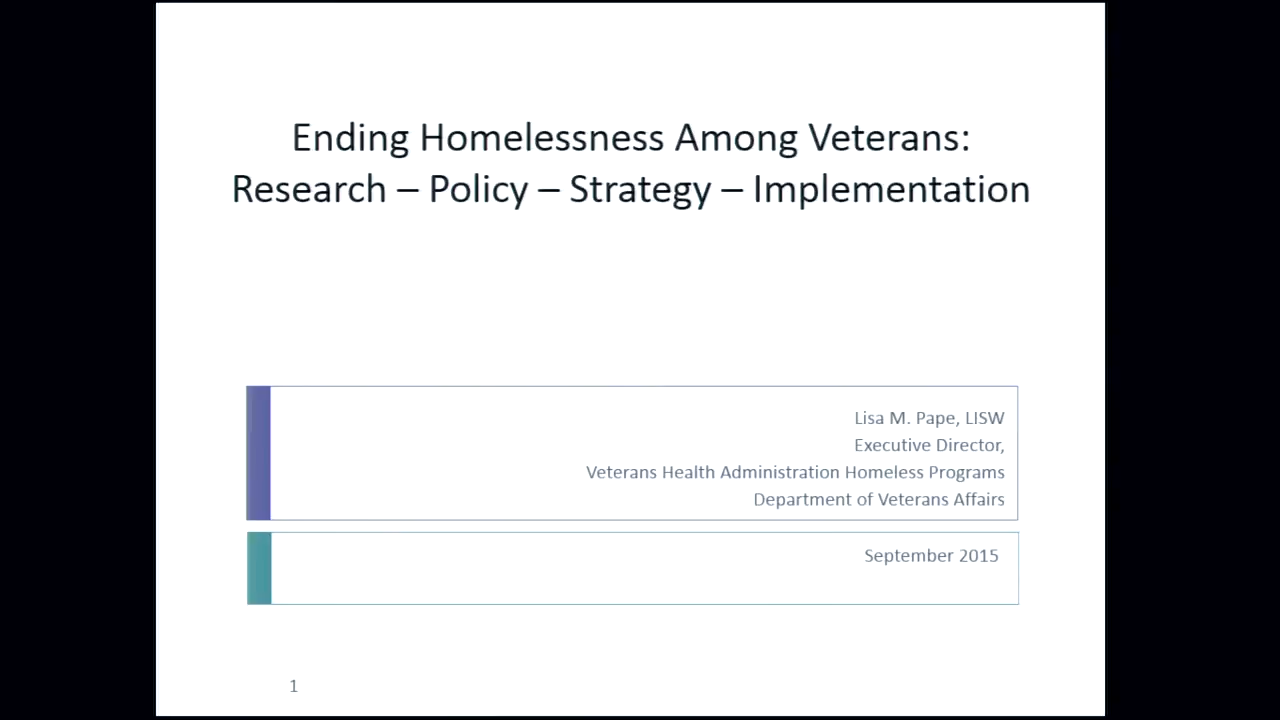 Ending Homelessness Among Veterans:
Research – Policy – Strategy – Implementation
Lisa M. Pape, LISW
Executive Director,
Veterans Health Administration Homeless Programs
Department of Veterans Affairs
September 2015
1